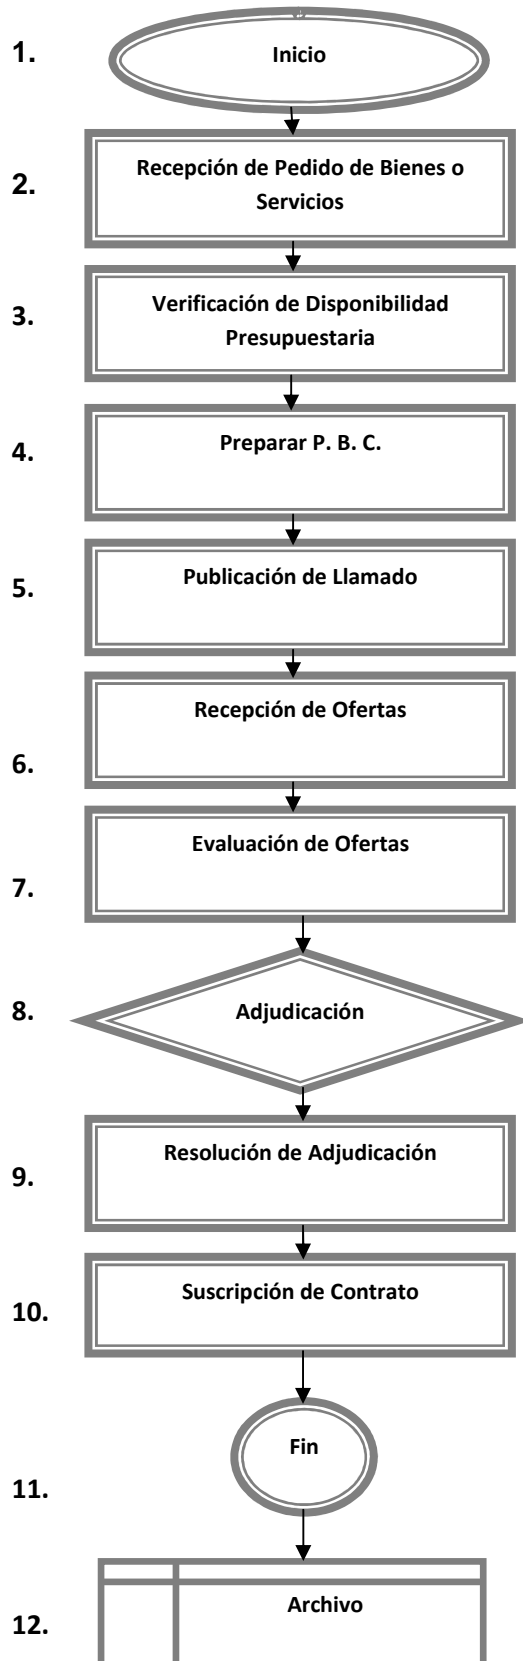 1.
Inicio
2.
Recepción de Pedido de Bienes o
Servicios
3.
Verificación de Disponibilidad
Presupuestaria
4.
Preparar P. B. C.
5.
Publicación de Llamado
6.
Recepción de Ofertas
7.
Evaluación de Ofertas
8.
Adjudicación
9.
Resolución de Adjudicación
10.
Suscripción de Contrato
11.
Fin
12.
Archivo